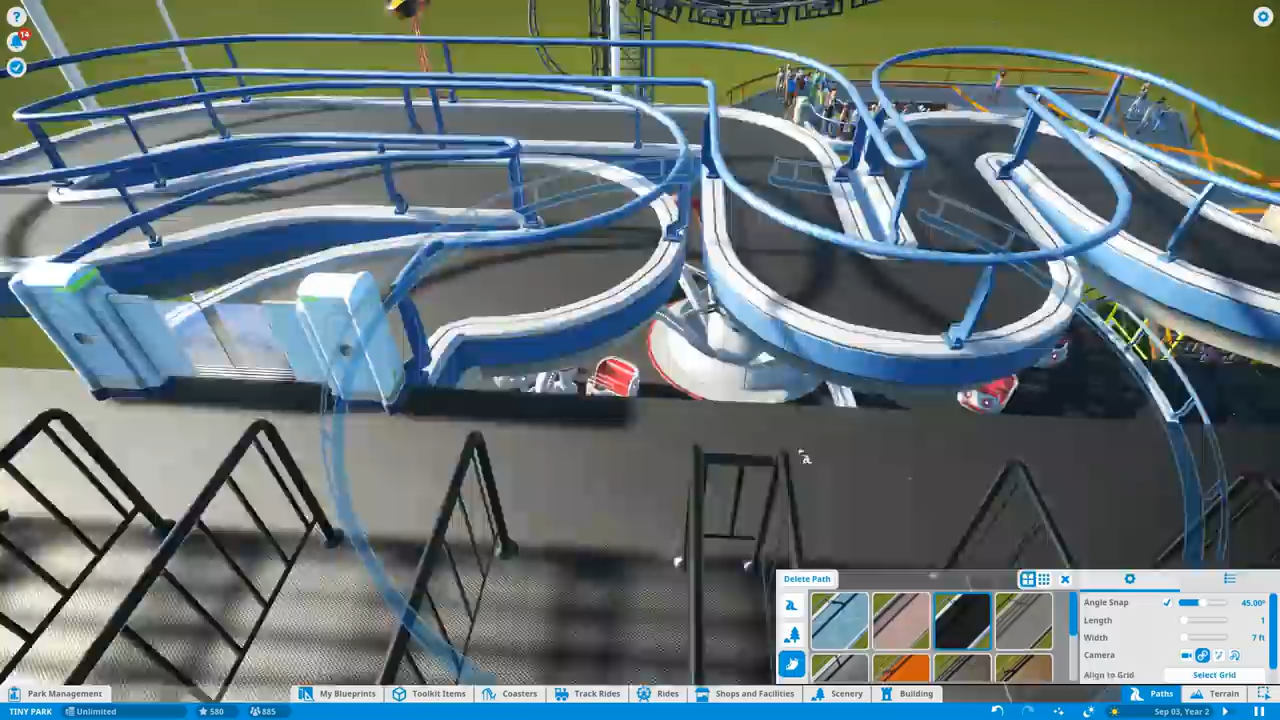 ?
14
Delete Path
Angle Snap 45.00°
Length 1
Width 7 ft
Camera
Align to Grid Select Grid
Park Management My Blueprints Toolkit Items Coasters Track Rides Rides Shops and Facilities Scenery Building Paths Terrain
TINY PARK Unlimited 580 885 Sep 03, Year 2